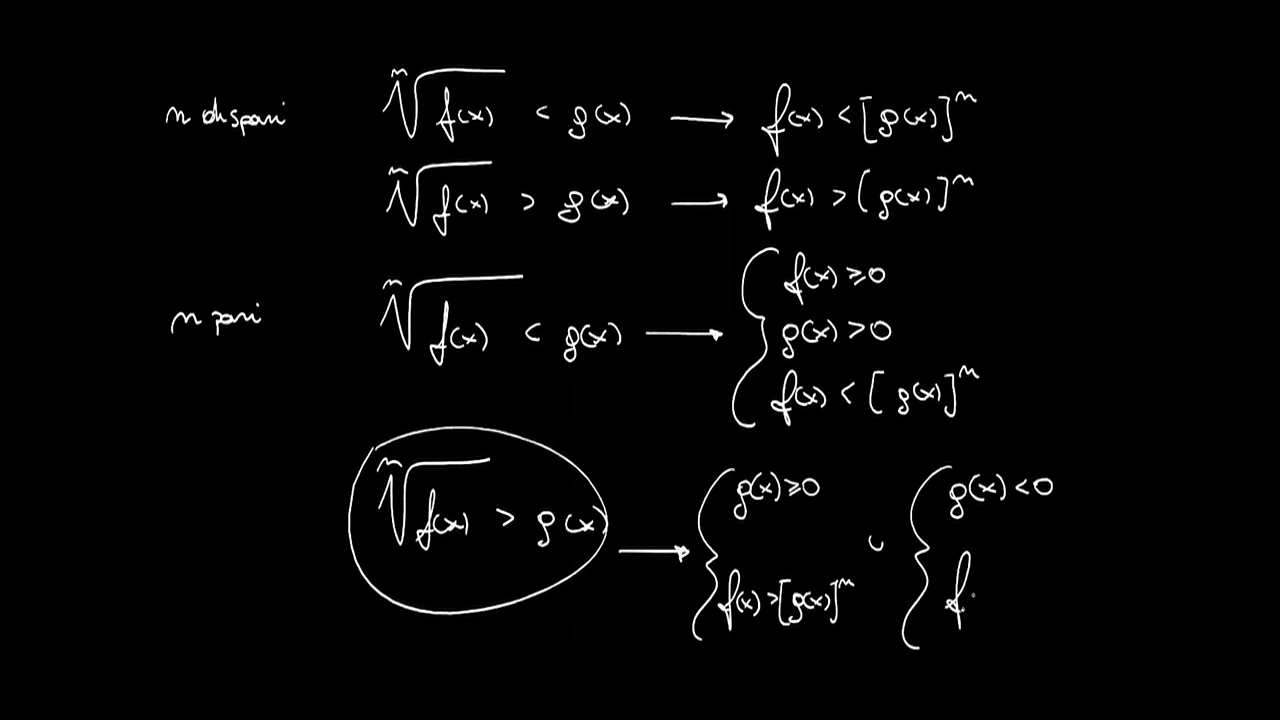 n dispari ⁿ√f(x) < g(x) → f(x) < [g(x)]ⁿ
ⁿ√f(x) > g(x) → f(x) > [g(x)]ⁿ
n pari ⁿ√f(x) < g(x) → { f(x) ≥ 0
g(x) > 0
f(x) < [g(x)]ⁿ
ⁿ√f(x) > g(x) → { g(x) ≥ 0 ∪ { g(x) < 0
f(x) > [g(x)]ⁿ f